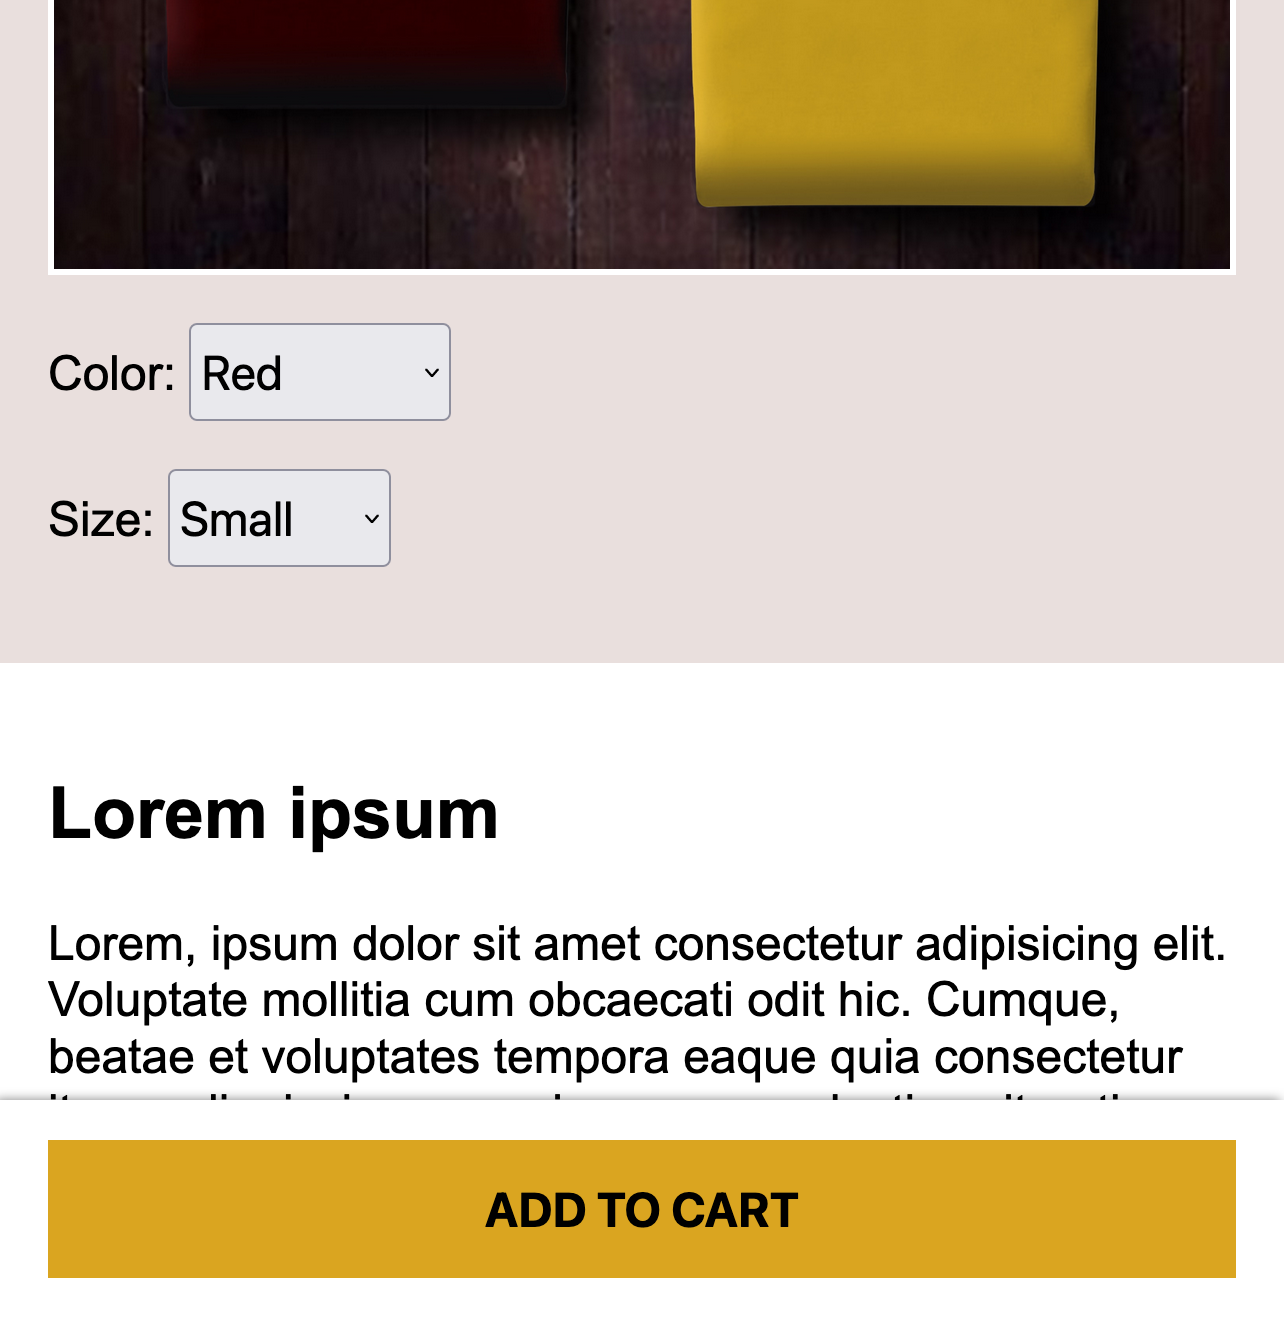 Color: Red
Size: Small
Lorem ipsum
Lorem, ipsum dolor sit amet consectetur adipisicing elit.
Voluptate mollitia cum obcaecati odit hic. Cumque,
beatae et voluptates tempora eaque quia consectetur
ADD TO CART